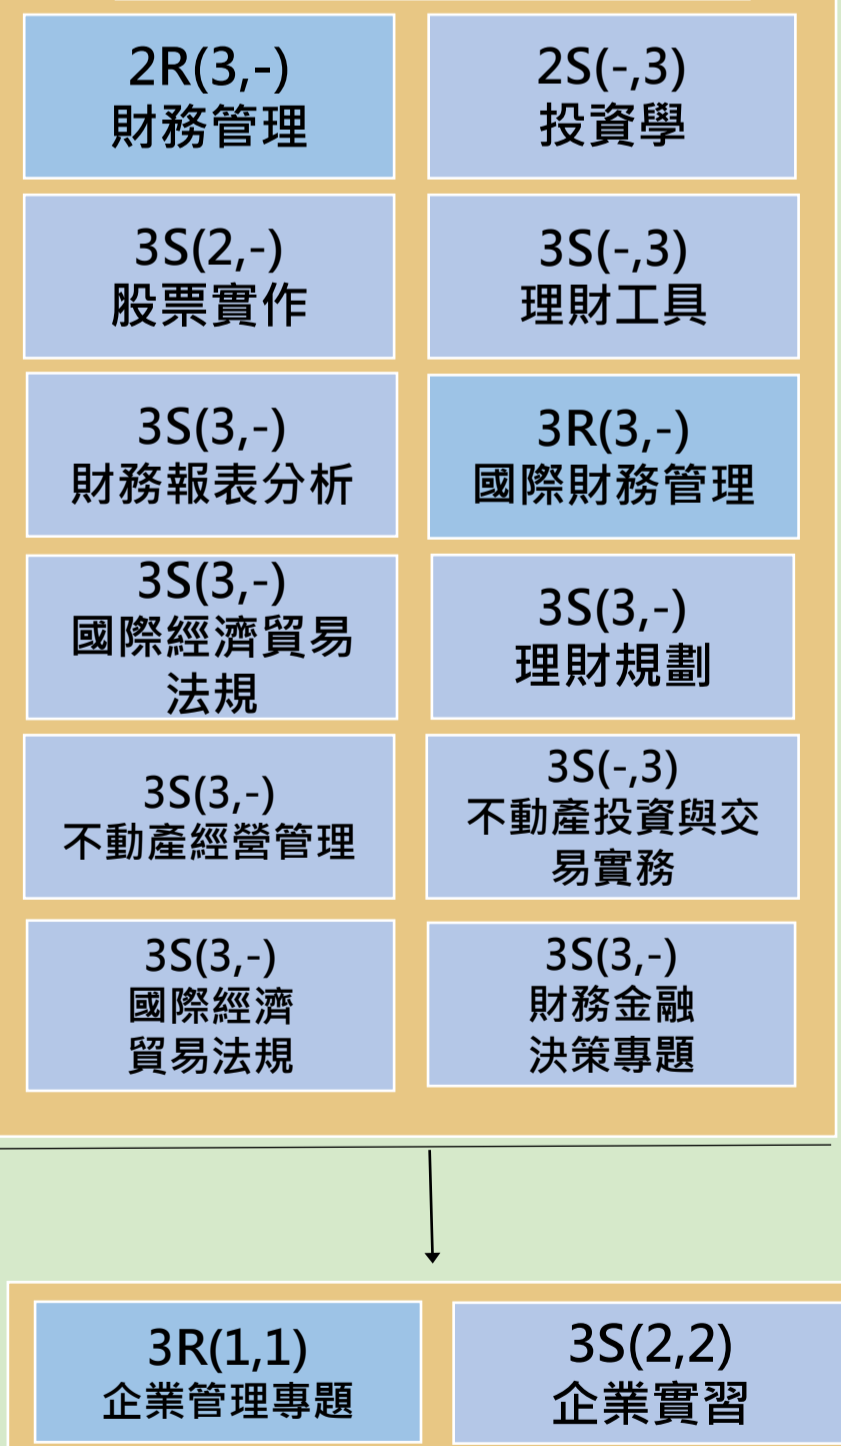 2R(3,-)
財務管理
2S(-,3)
投資學
3S(2,-)
股票實作
3S(-,3)
理財工具
3S(3,-)
財務報表分析
3R(3,-)
國際財務管理
3S(3,-)
國際經濟貿易
法規
3S(3,-)
理財規劃
3S(3,-)
不動產經營管理
3S(-,3)
不動產投資與交
易實務
3S(3,-)
國際經濟
貿易法規
3S(3,-)
財務金融
決策專題
3R(1,1)
企業管理專題
3S(2,2)
企業實習